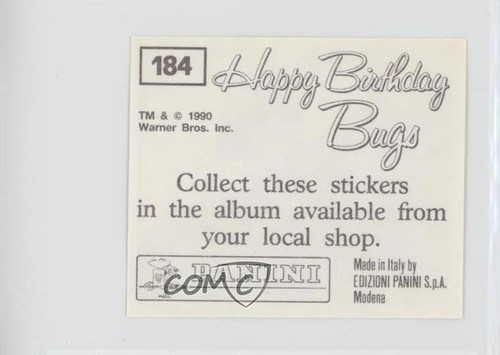 184
Happy Birthday
Bugs
TM & © 1990
Warner Bros. Inc.
Collect these stickers
in the album available from
your local shop.
PANINI
COMC
Made in Italy by
EDIZIONI PANINI S.p.A.
Modena